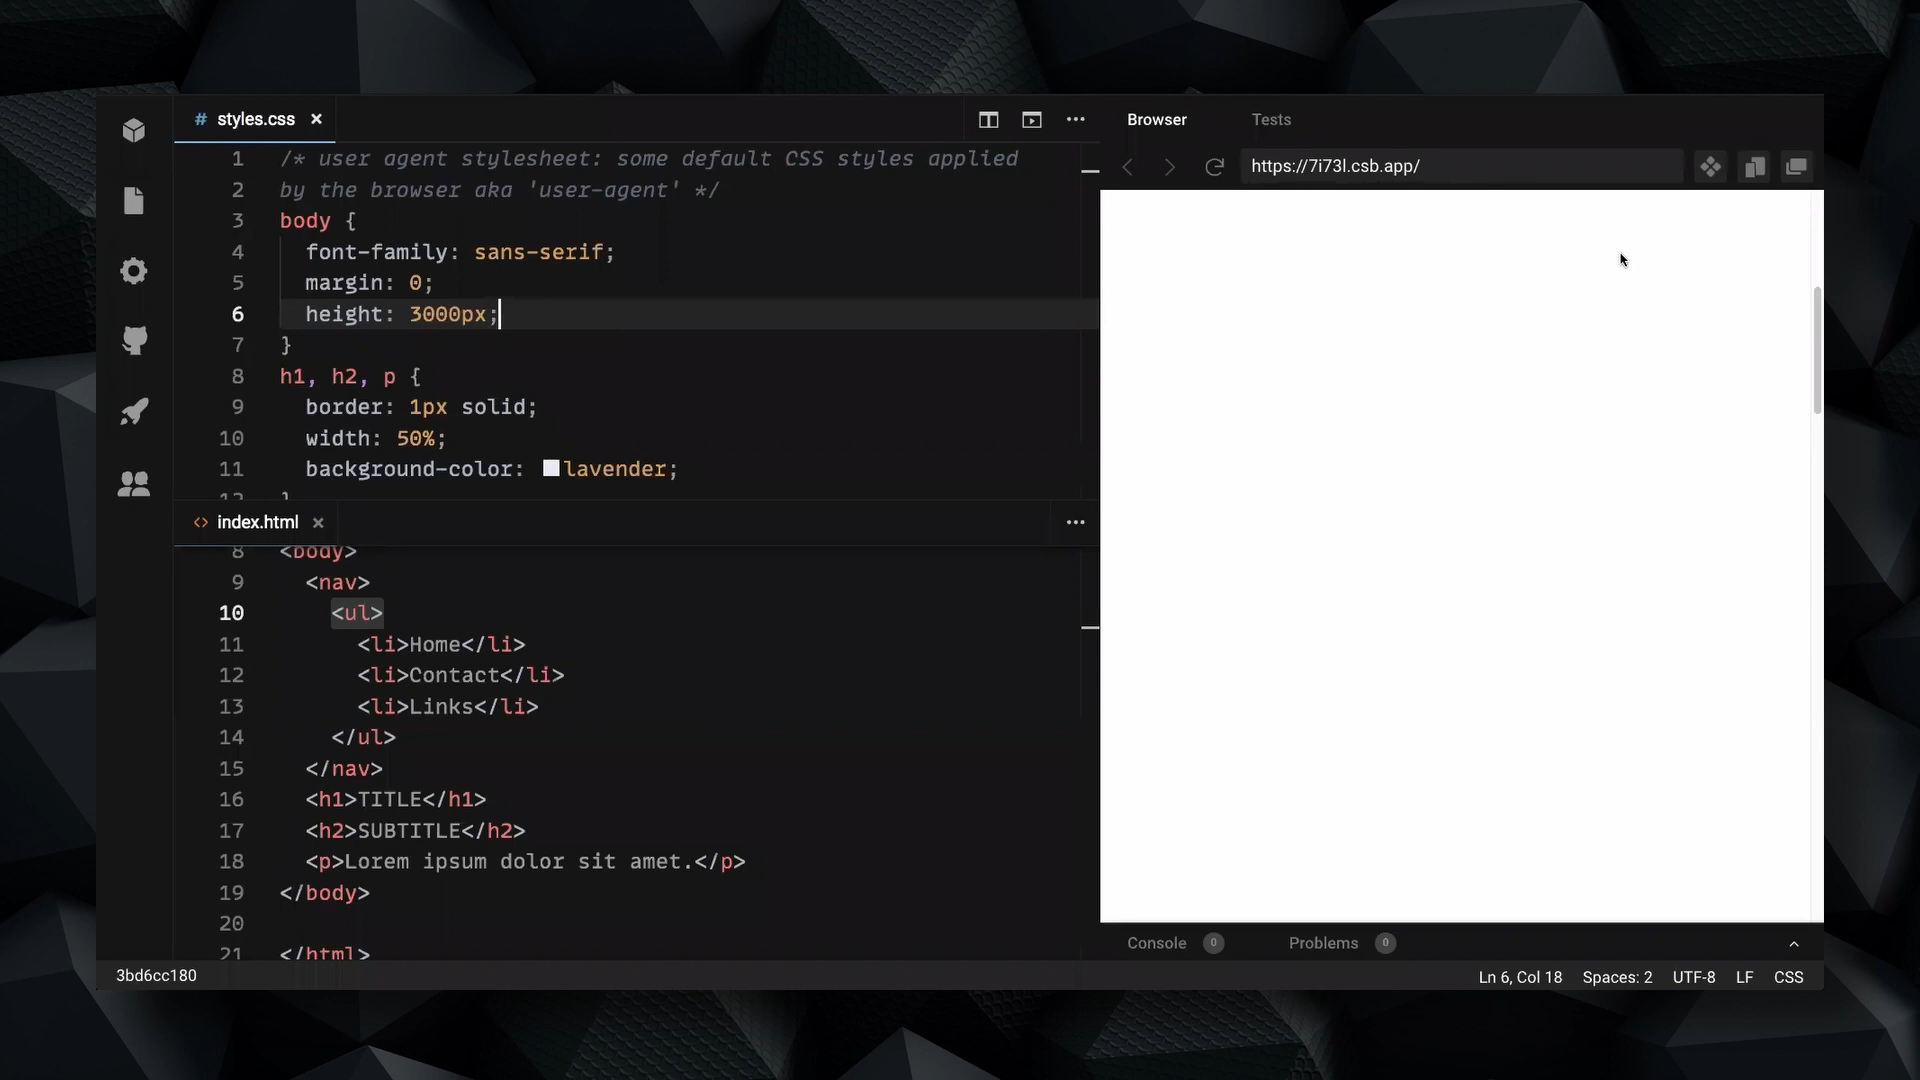 # styles.css
1 /* user agent stylesheet: some default CSS styles applied
2 by the browser aka 'user-agent' */
3 body {
4 font-family: sans-serif;
5 margin: 0;
6 height: 3000px;
7 }
8 h1, h2, p {
9 border: 1px solid;
10 width: 50%;
11 background-color: lavender;
12 }
<> index.html
8 <body>
9 <nav>
10 <ul>
11 <li>Home</li>
12 <li>Contact</li>
13 <li>Links</li>
14 </ul>
15 </nav>
16 <h1>TITLE</h1>
17 <h2>SUBTITLE</h2>
18 <p>Lorem ipsum dolor sit amet.</p>
19 </body>
20
21 </html>
Browser Tests
https://7i73l.csb.app/
Console 0 Problems 0
3bd6cc180
Ln 6, Col 18 Spaces: 2 UTF-8 LF CSS